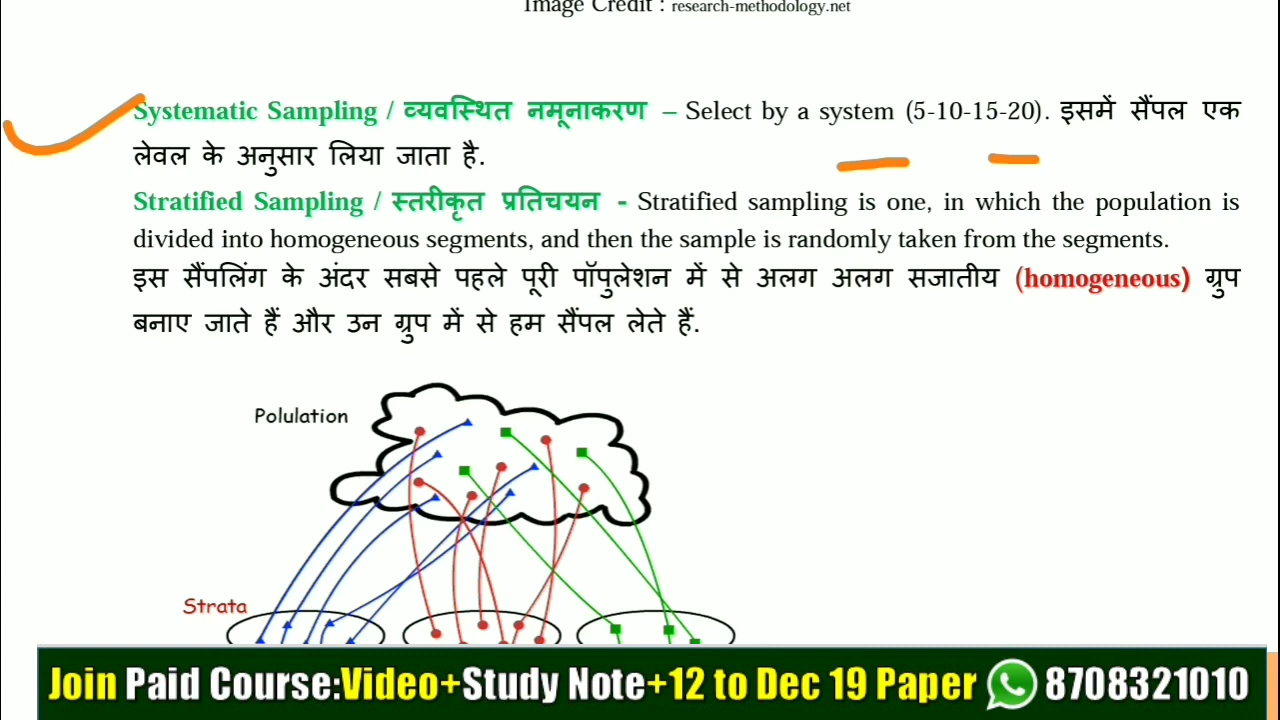 Image Credit : research-methodology.net
Systematic Sampling / व्यवस्थित नमूनाकरण – Select by a system (5-10-15-20). इसमें सैंपल एक
लेवल के अनुसार लिया जाता है.
Stratified Sampling / स्तरीकृत प्रतिचयन - Stratified sampling is one, in which the population is
divided into homogeneous segments, and then the sample is randomly taken from the segments.
इस सैंपलिंग के अंदर सबसे पहले पूरी पॉपुलेशन में से अलग अलग सजातीय (homogeneous) ग्रुप
बनाए जाते हैं और उन ग्रुप में से हम सैंपल लेते हैं.
Polulation
Strata
Join Paid Course:Video+Study Note+12 to Dec 19 Paper 8708321010